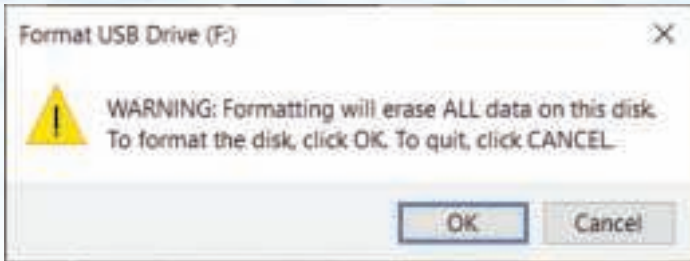 Format USB Drive (F:)
WARNING: Formatting will erase ALL data on this disk.
To format the disk, click OK. To quit, click CANCEL.
OK
Cancel